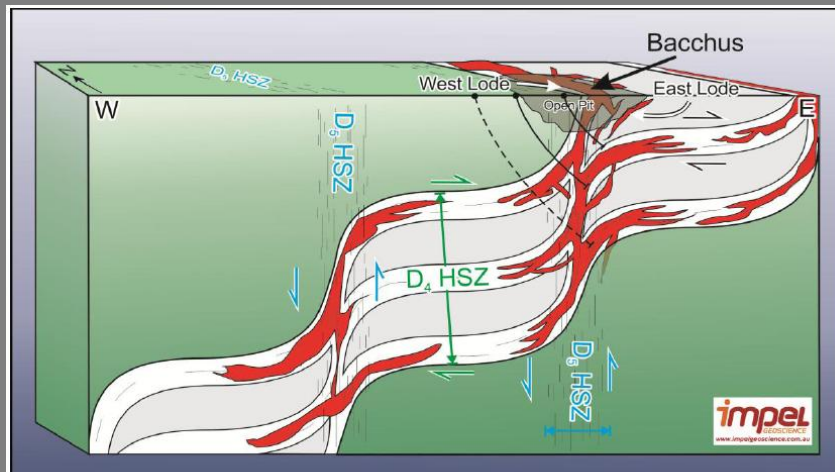 Bacchus
N
D₅ HSZ
West Lode
East Lode
W
Open Pit
E
D₅ HSZ
D₄ HSZ
D₅ HSZ
impel
GEOSCIENCE
www.impelgeoscience.com.au